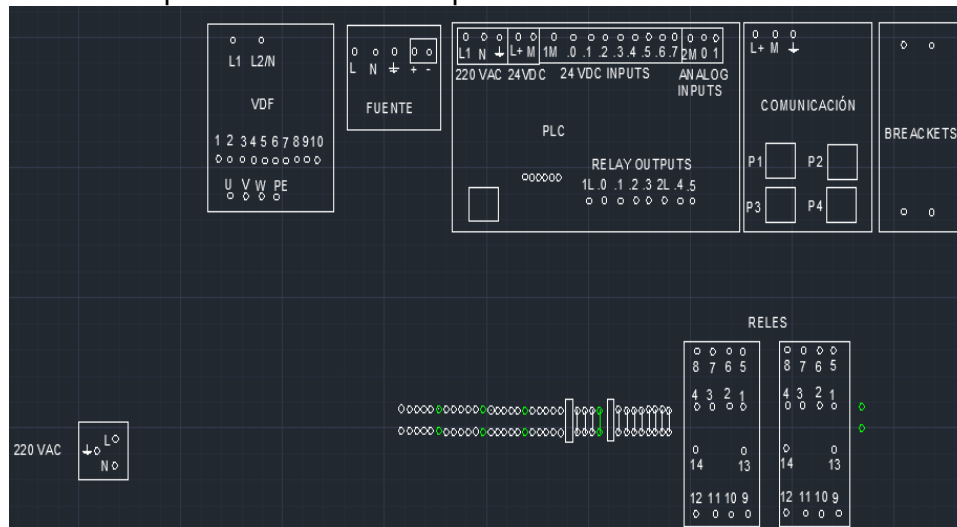 L1 L2/N
VDF
1 2 3 4 5 6 7 8 9 10
U V W PE
L N + -
FUENTE
L1 N L+ M 1M .0 .1 .2 .3 .4 .5 .6 .7 2M 0 1
220 VAC 24VDC 24 VDC INPUTS ANALOG
INPUTS
PLC
RELAY OUTPUTS
1L .0 .1 .2 .3 2L .4 .5
L+ M
COMUNICACIÓN
P1 P2
P3 P4
BREACKETS
RELES
8 7 6 5
4 3 2 1
14 13
12 11 10 9
8 7 6 5
4 3 2 1
14 13
12 11 10 9
220 VAC
L
N